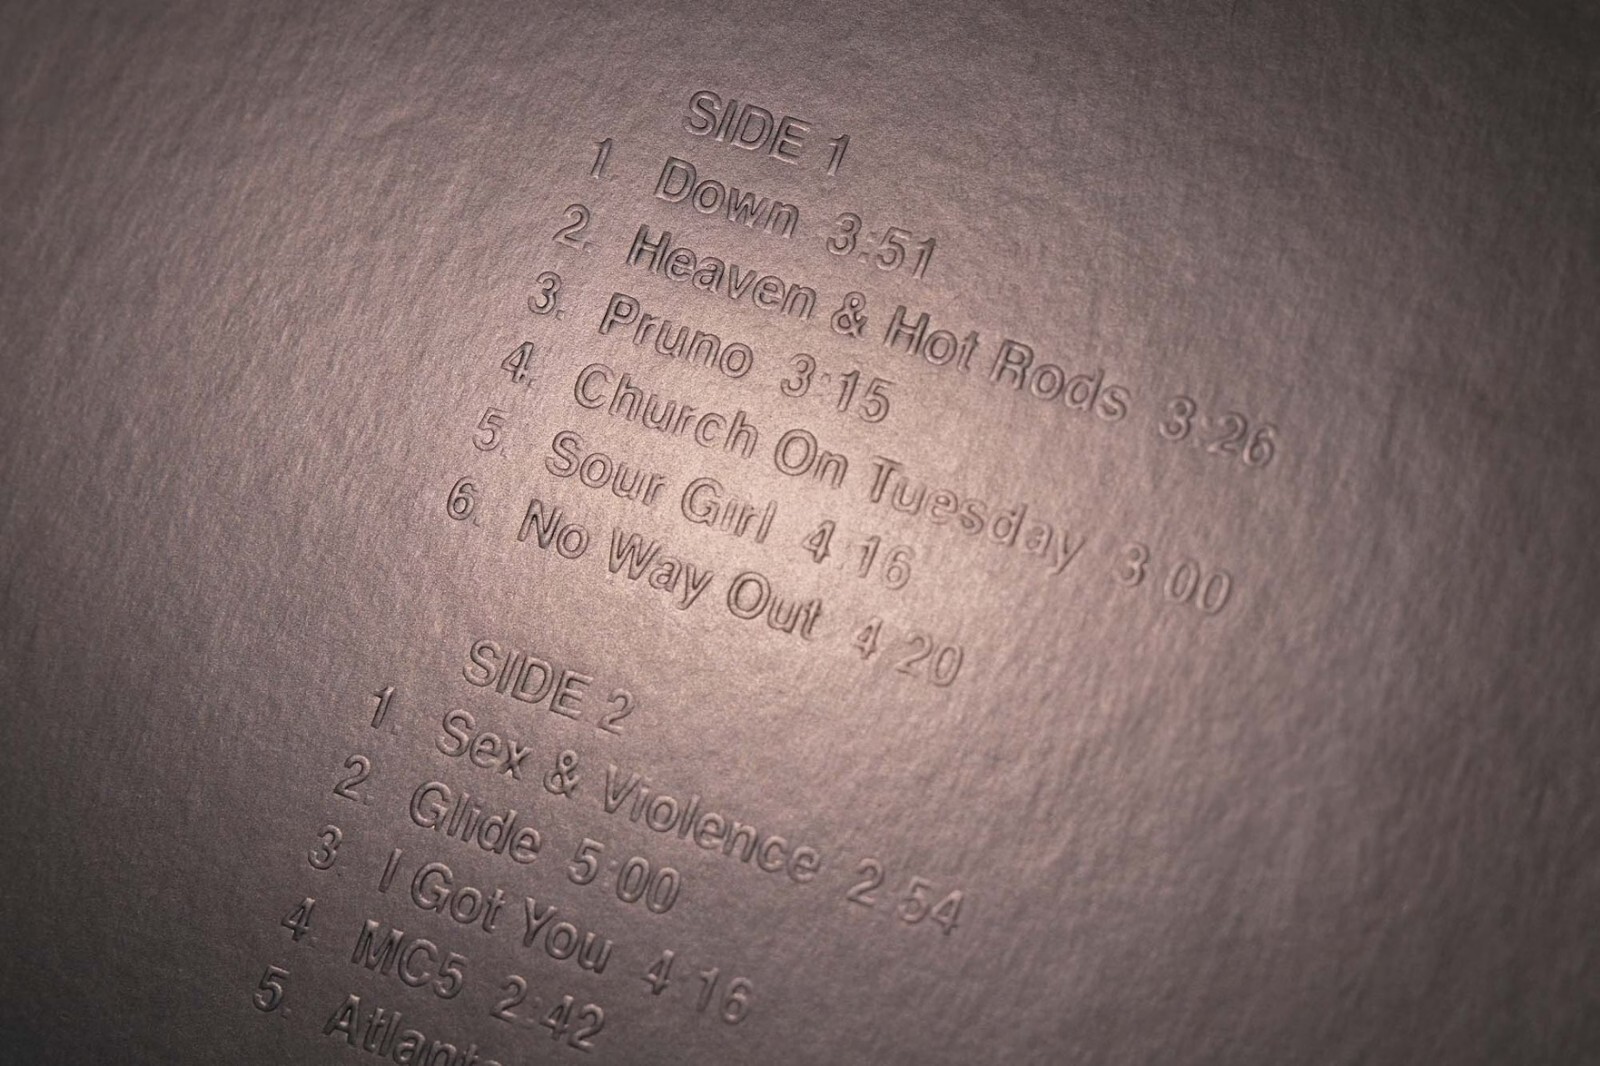 SIDE 1
1 Down 3:51
2. Heaven & Hot Rods 3:26
3. Pruno 3:15
4. Church On Tuesday 3:00
5. Sour Girl 4:16
6. No Way Out 4:20
SIDE 2
1. Sex & Violence 2:54
2. Glide 5:00
3. I Got You 4:16
4. MC5 2:42
5. Atlanta